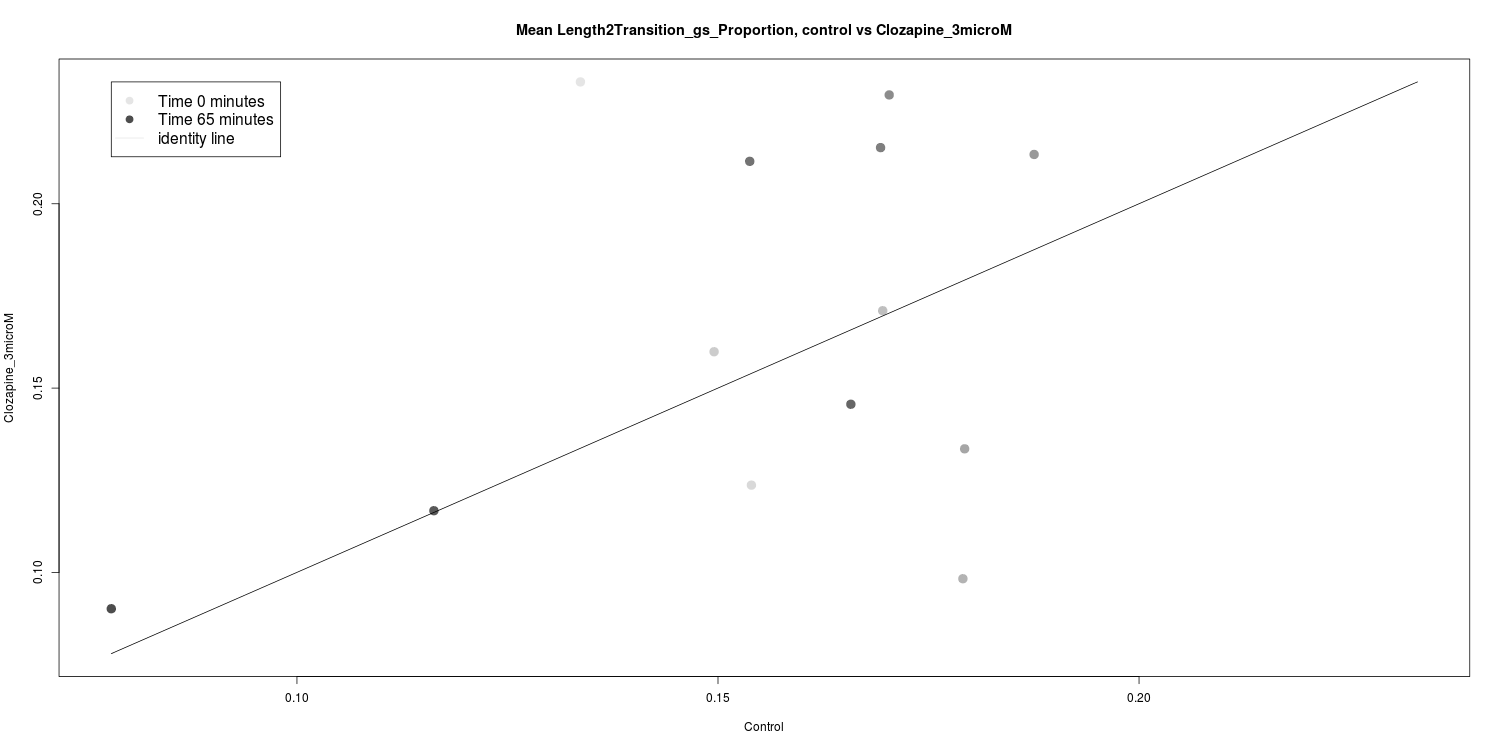 Mean Length2Transition_gs_Proportion, control vs Clozapine_3microM
Time 0 minutes
Time 65 minutes
identity line
Clozapine_3microM
0.20
0.15
0.10
0.10
0.15
0.20
Control